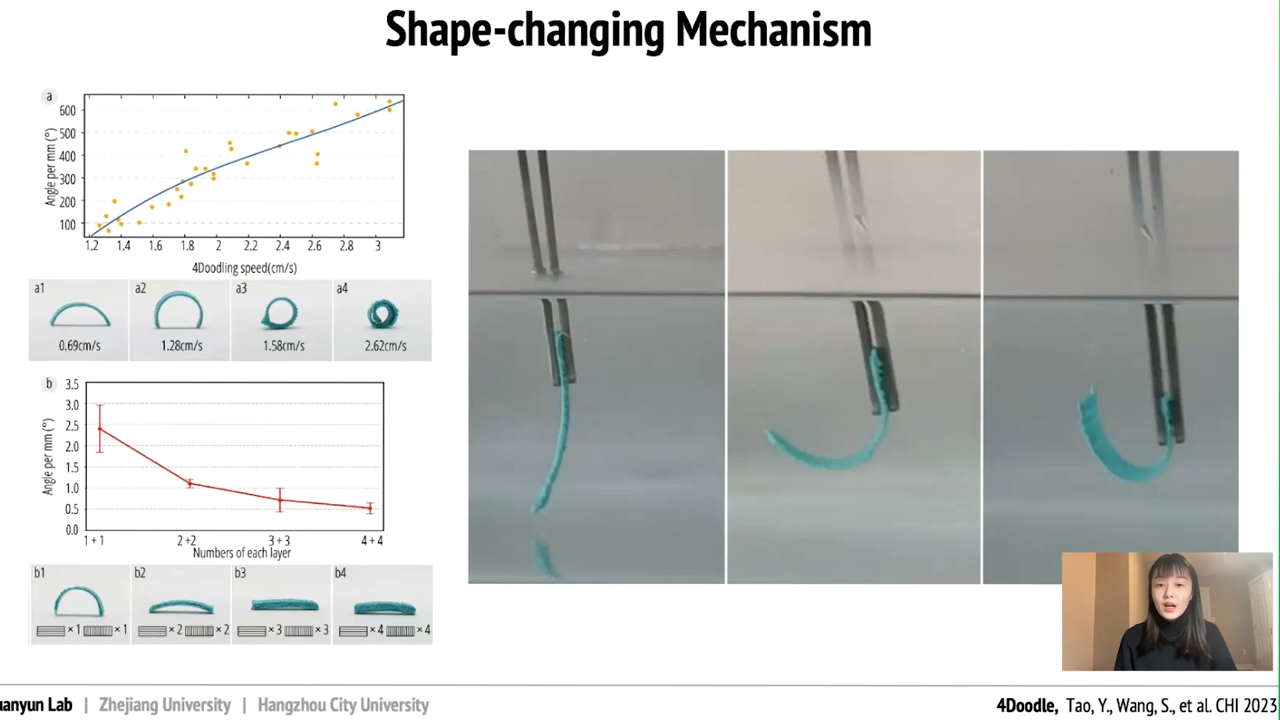 Shape-changing Mechanism
a
Angle per mm (°)
600
500
400
300
200
100
1.2 1.4 1.6 1.8 2 2.2 2.4 2.6 2.8 3
4Doodling speed(cm/s)
a1 a2 a3 a4
0.69cm/s 1.28cm/s 1.58cm/s 2.62cm/s
b
Angle per mm (°)
3.5
3.0
2.5
2.0
1.5
1.0
0.5
0.0
1 + 1 2 +2 3 + 3 4 + 4
Numbers of each layer
b1 b2 b3 b4
× 1 × 1 × 2 × 2 × 3 × 3 × 4 × 4
uanyun Lab | Zhejiang University | Hangzhou City University
4Doodle, Tao, Y., Wang, S., et al. CHI 2023